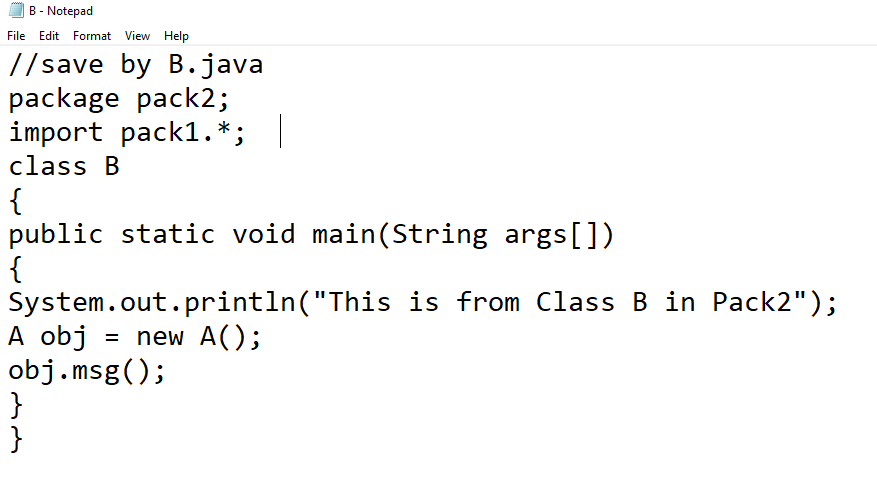 B - Notepad
File Edit Format View Help
//save by B.java
package pack2;
import pack1.*;
class B
{
public static void main(String args[])
{
System.out.println("This is from Class B in Pack2");
A obj = new A();
obj.msg();
}
}